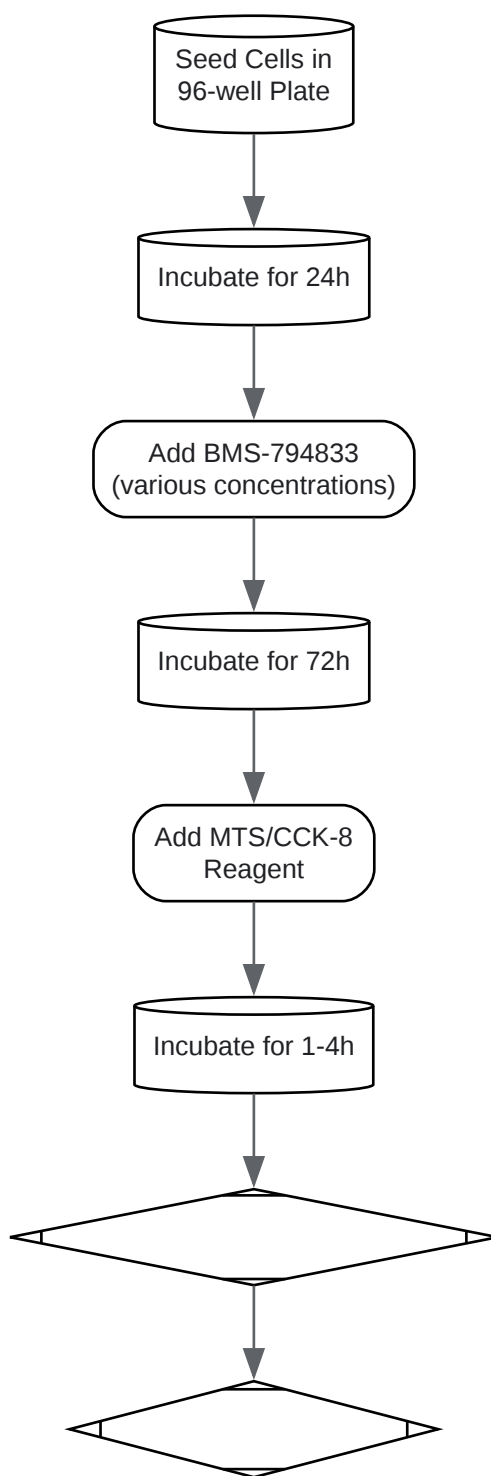 Seed Cells in
96-well Plate
Incubate for 24h
Add BMS-794833
(various concentrations)
Incubate for 72h
Add MTS/CCK-8
Reagent
Incubate for 1-4h